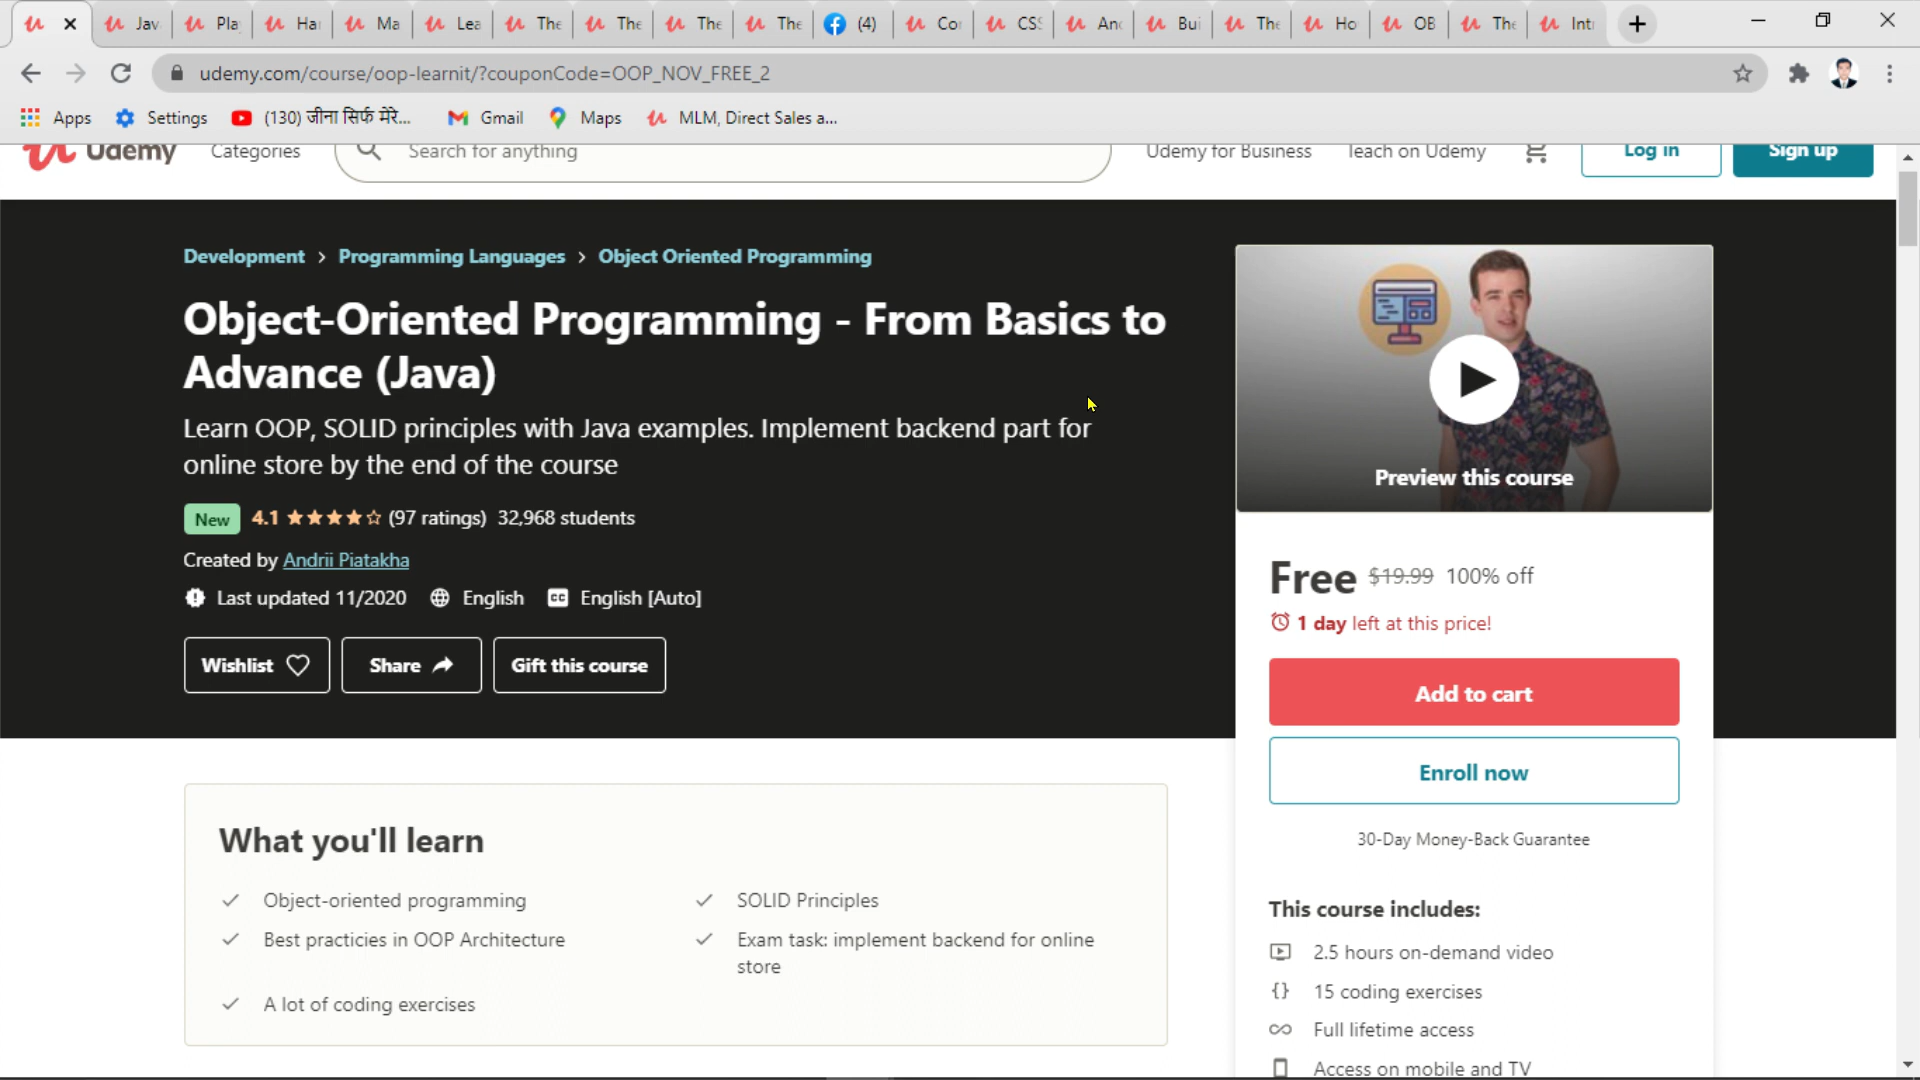 Jav
Pla
Hai
Ma
Lea
The
The
The
The
(4)
Co
CSS
And
Bui
The
Ho
OB
The
Int
udemy.com/course/oop-learnit/?couponCode=OOP_NOV_FREE_2
Apps
Settings
(130) जीना सिर्फ मेरे...
Gmail
Maps
MLM, Direct Sales a...
Udemy
Categories
Search for anything
Udemy for Business
Teach on Udemy
Log in
Sign up
Development > Programming Languages > Object Oriented Programming
Object-Oriented Programming - From Basics to
Advance (Java)
Learn OOP, SOLID principles with Java examples. Implement backend part for
online store by the end of the course
New 4.1 (97 ratings) 32,968 students
Created by Andrii Piatakha
Last updated 11/2020 English CC English [Auto]
Wishlist
Share
Gift this course
Preview this course
Free $19.99 100% off
1 day left at this price!
Add to cart
Enroll now
30-Day Money-Back Guarantee
This course includes:
2.5 hours on-demand video
{} 15 coding exercises
Full lifetime access
Access on mobile and TV
What you'll learn
Object-oriented programming
SOLID Principles
Best practicies in OOP Architecture
Exam task: implement backend for online
store
A lot of coding exercises